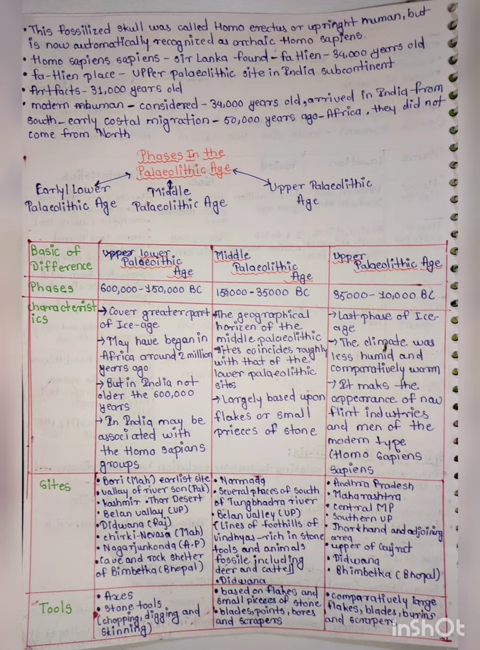 • This fossilized skull was called Homo erectus or upringht human, but
is now automatically recognized as archaic Homo sapiens.
• Homo sapiens sapiens - sir Lanka - found - fa Hien - 34,000 years old
• fa-Hien place - Upper palaeolithic site in India subcontinent
• Artfacts - 31,000 years old
• modern human - considered - 34,000 years old, arrived in India from
south - early costal migration - 50,000 years ago - Africa, they did not
come from North
Phases In the
Palaeolithic Age
Early/Lower
Palaeolithic Age
Middle
Palaeolithic Age
Upper Palaeolithic
Age
Basic of
Difference
Upper lower
Palaeolithic
Age
Middle
Palaeolithic
Age
Upper
Palaeolithic Age
Phases
600,000-150,000 BC
150000-35000 BC
35000-10,000 BC
Characterist
ics
→ Cover greater part
of Ice-age
→ May have began in
Africa around 2 million
years ago
→ But in India not
older the 600,000
years
→ In India may be
associated with
the Homo sapians
groups
→ The geographical
horizen of the
middle palaeolithic
sites coincides roughly
with that of the
lower palaeolithic
sites
→ Largely based upon
flakes or small
prieces of stone
→ Last phase of Ice-
age
→ The climate was
less humid and
comparatively warm
→ It maks the
appearence of new
flint industries
and men of the
modern type
(Homo sapiens
sapiens
Sites
• Bori (Mah) earlist site
• valley of river son (Pak)
• kashmir . Thar Desert
• Belan valley (UP)
• Didwana (Raj)
• chirki-Nevasa (Mah)
• Nagarjunkonda (A.P)
• cave and rock shelter
of Bimbetka (Bhopal)
• Narmada
• Several places of south
of Tungbhadra river
• Belan Valley (UP)
[lines of foothills of
Vindhyas - rich in stone
tools and animals
fossile including
deer and cattel]
• Didwana
• Andhra Pradesh
• Maharashtra
• central MP
• southern UP
• Jharkhand and adjoining
area
• upper of Gujrat
• Didwana
• Bhimbetka (Bhopal)
Tools
• Axes
• Stone tools
(chopping, digging and
skinning)
• based on flakes and
small pieces of stone
• blades, points, bores
and scrapers
• comparatively large
flakes, blades, burins
and scrapers
inShOt